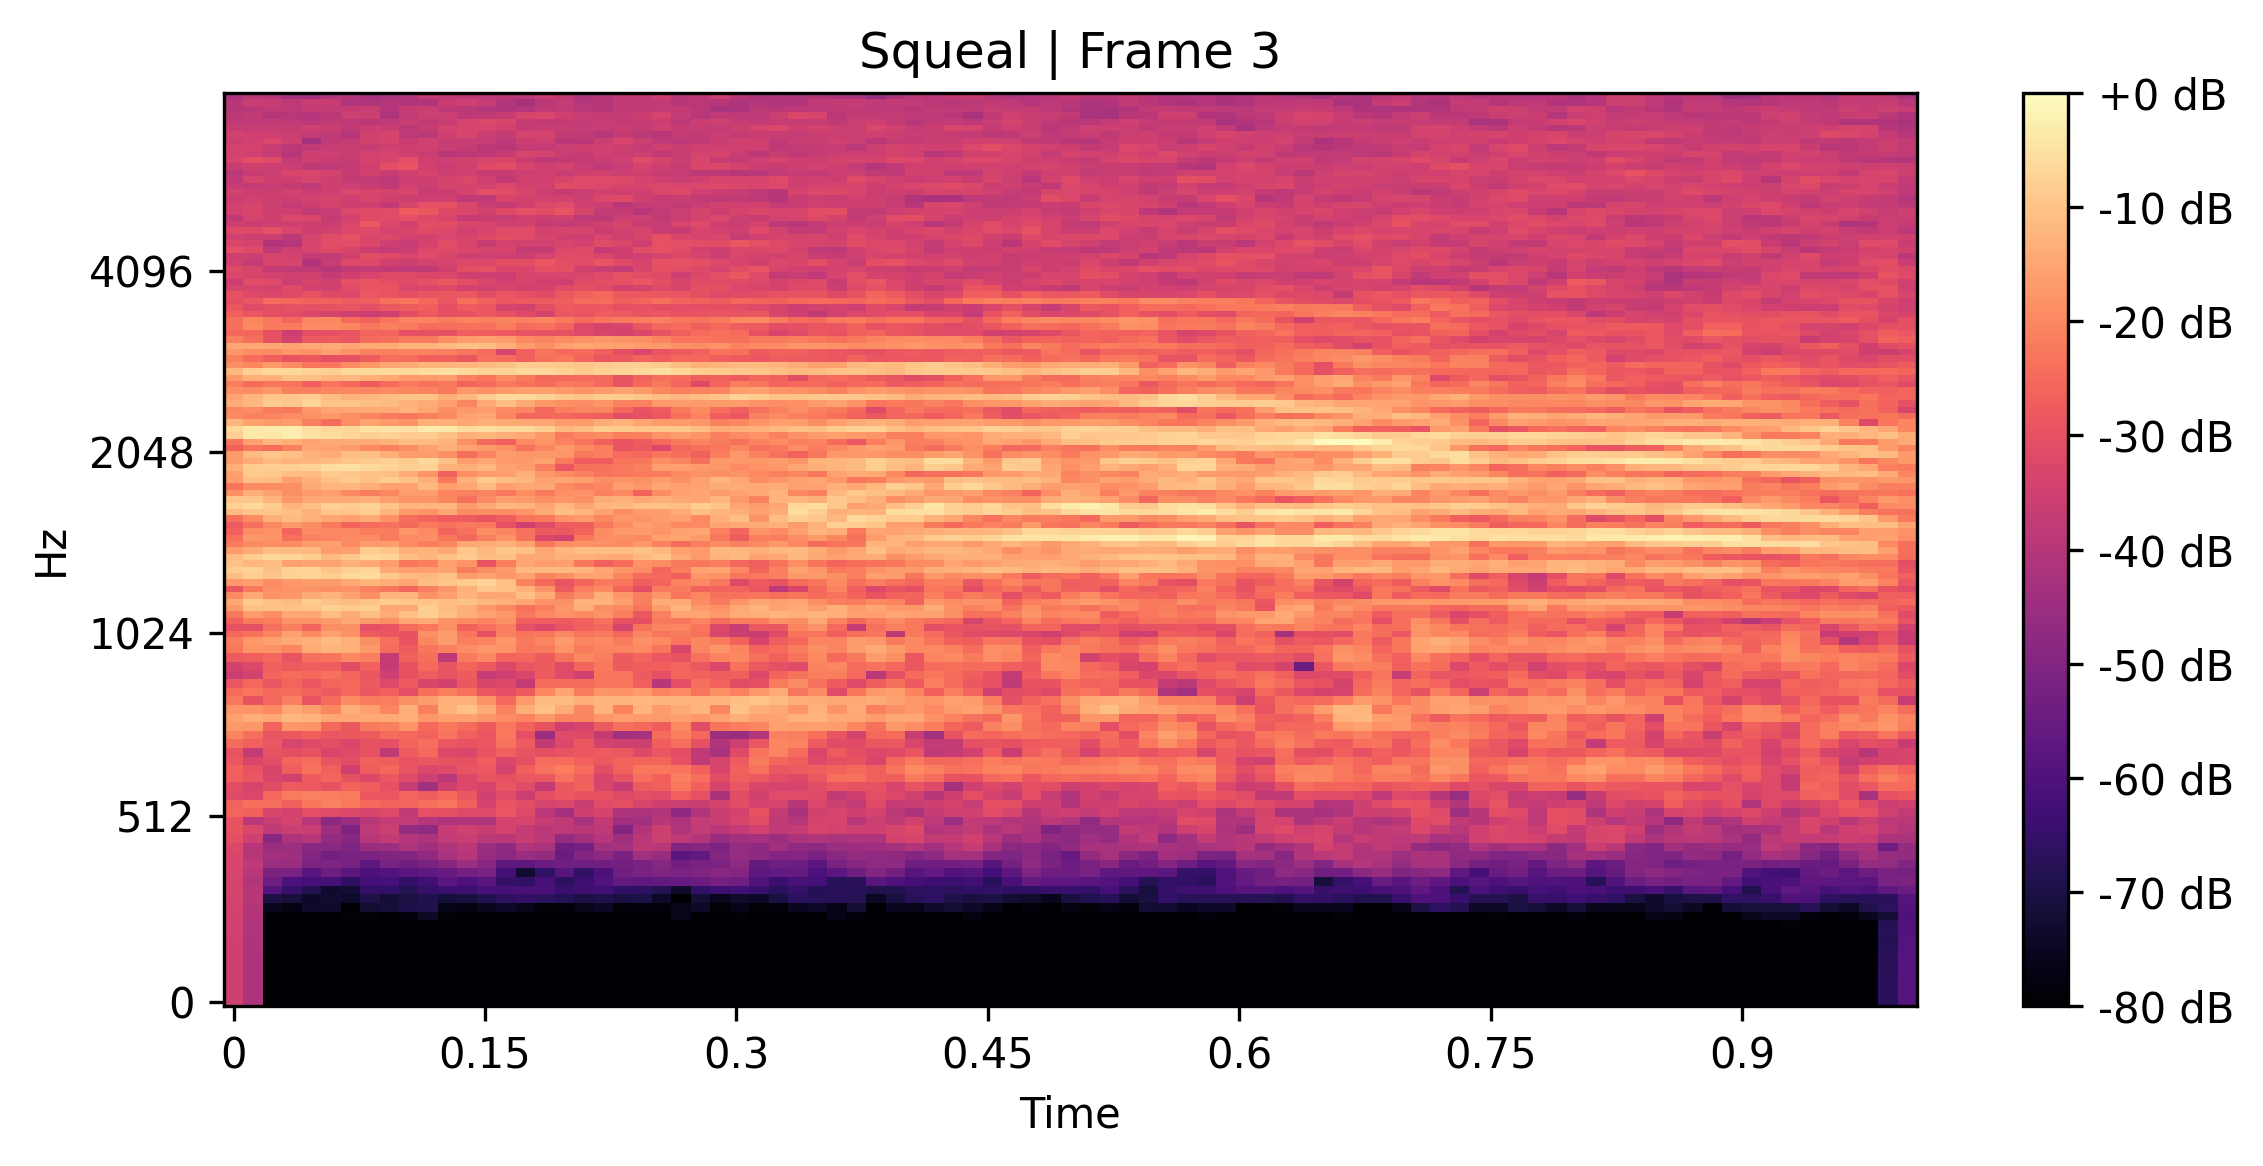 Squeal | Frame 3
+0 dB
-10 dB
-20 dB
-30 dB
-40 dB
-50 dB
-60 dB
-70 dB
-80 dB
4096
2048
1024
512
0
Hz
0 0.15 0.3 0.45 0.6 0.75 0.9
Time